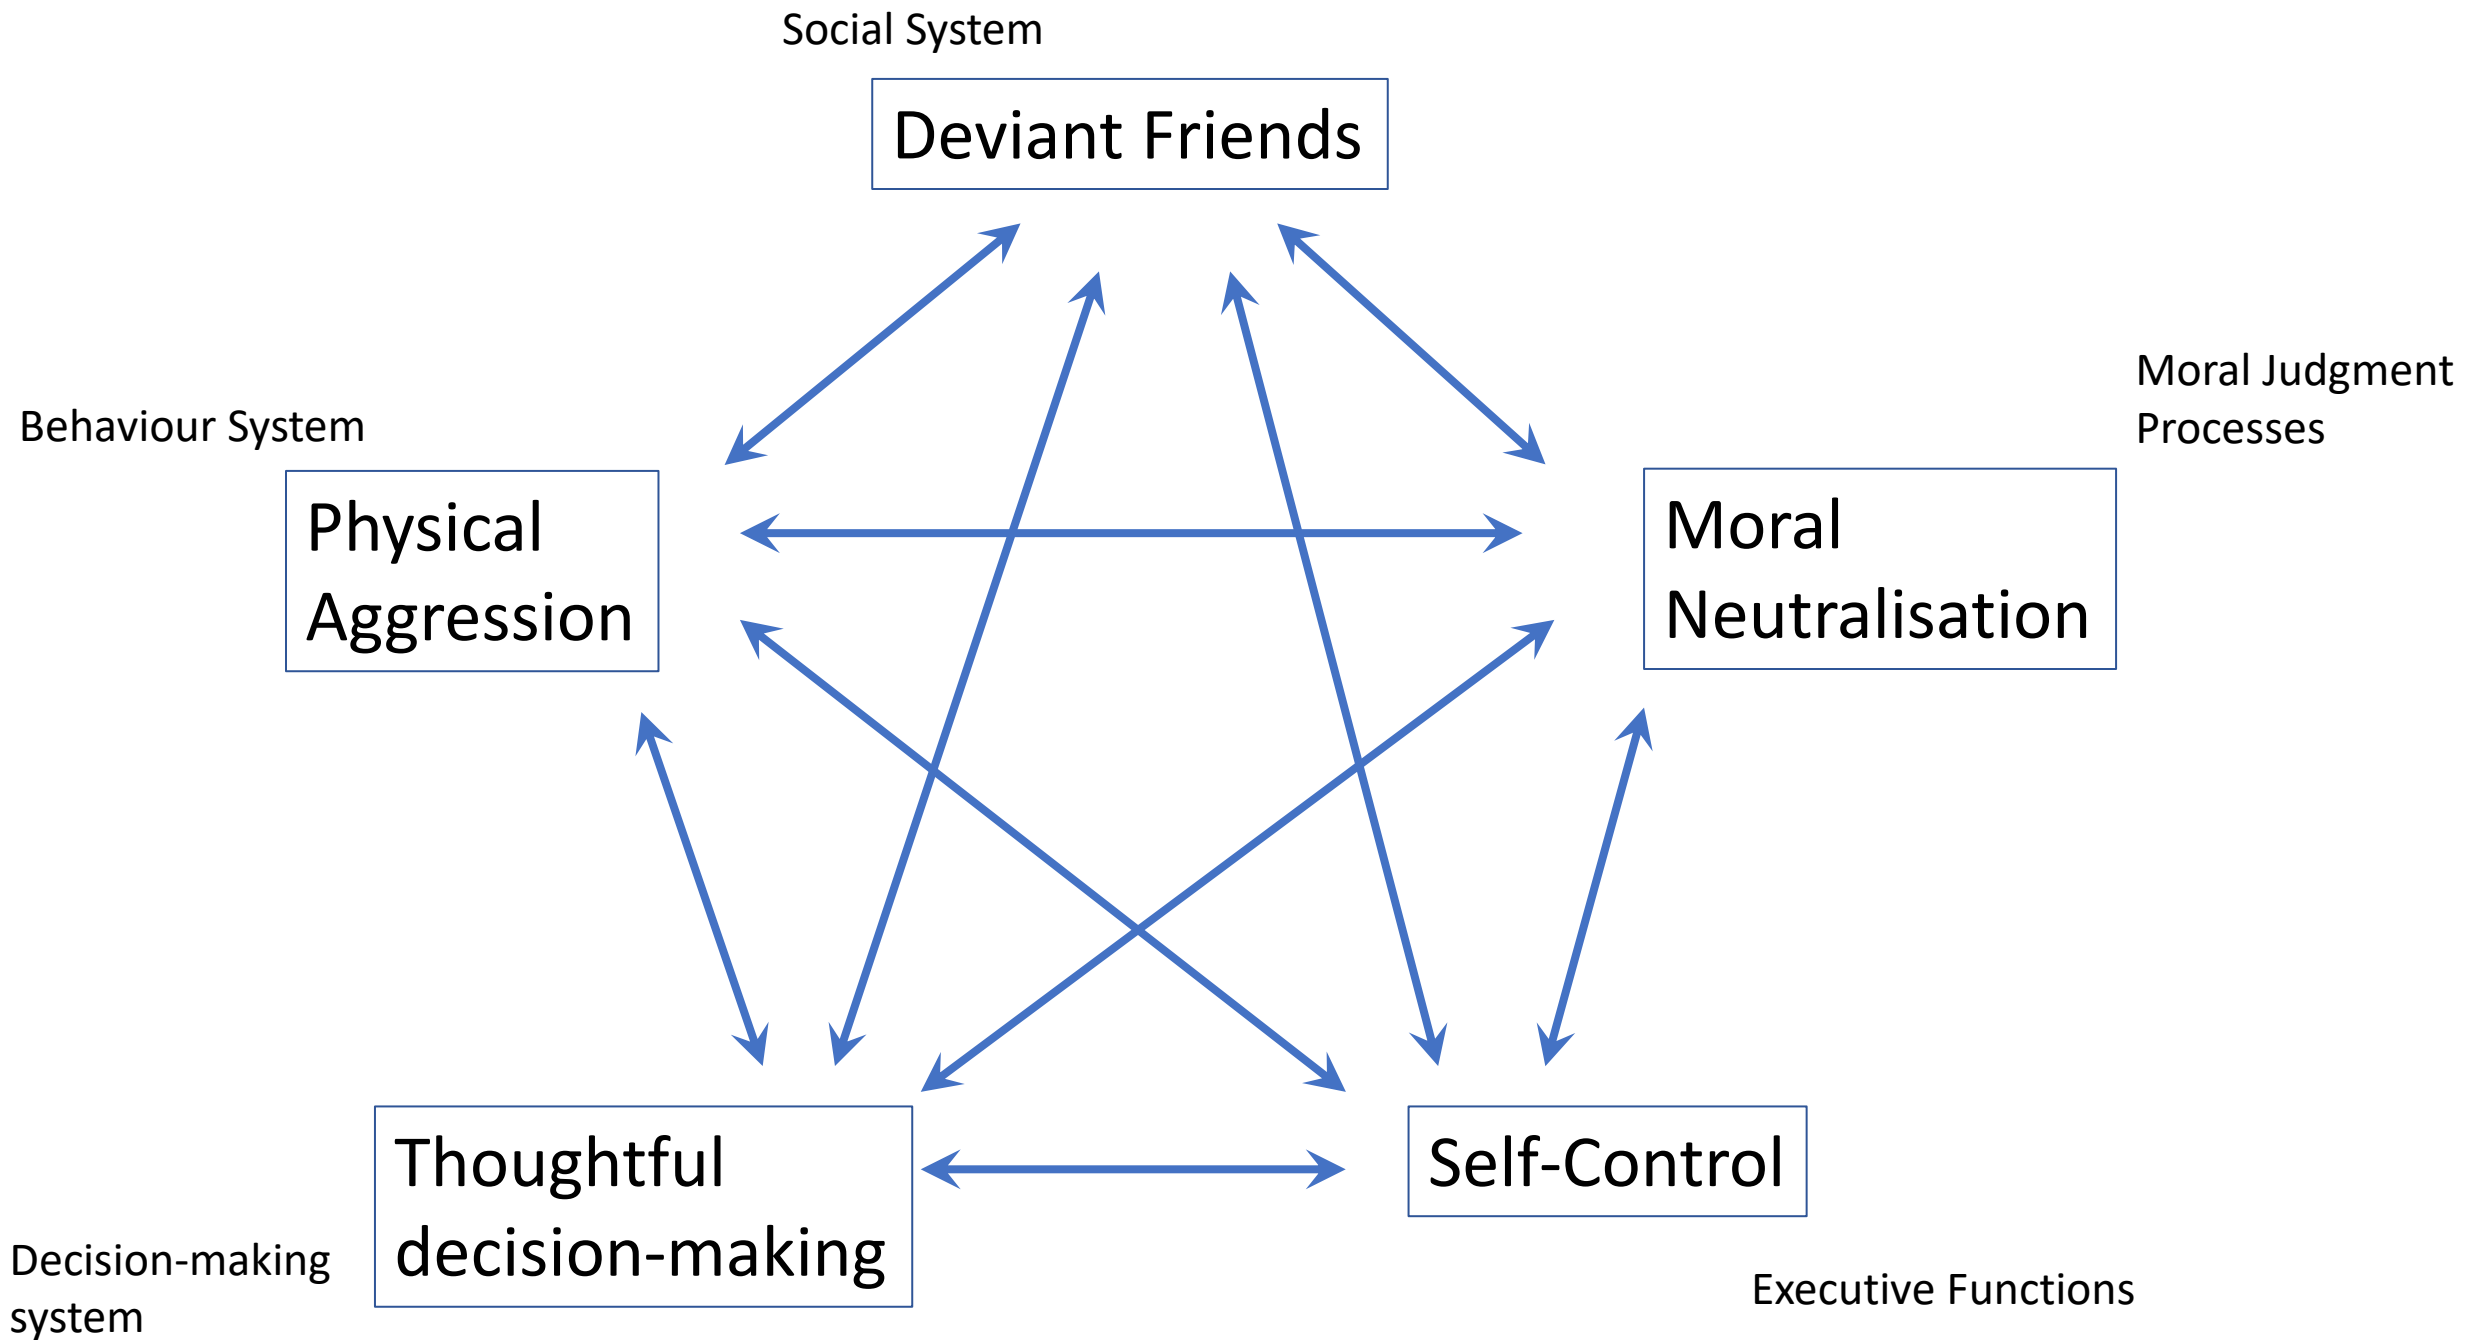 Social System
Deviant Friends
Moral Judgment
Processes
Behaviour System
Physical
Aggression
Moral
Neutralisation
Thoughtful
decision-making
Self-Control
Decision-making
system
Executive Functions